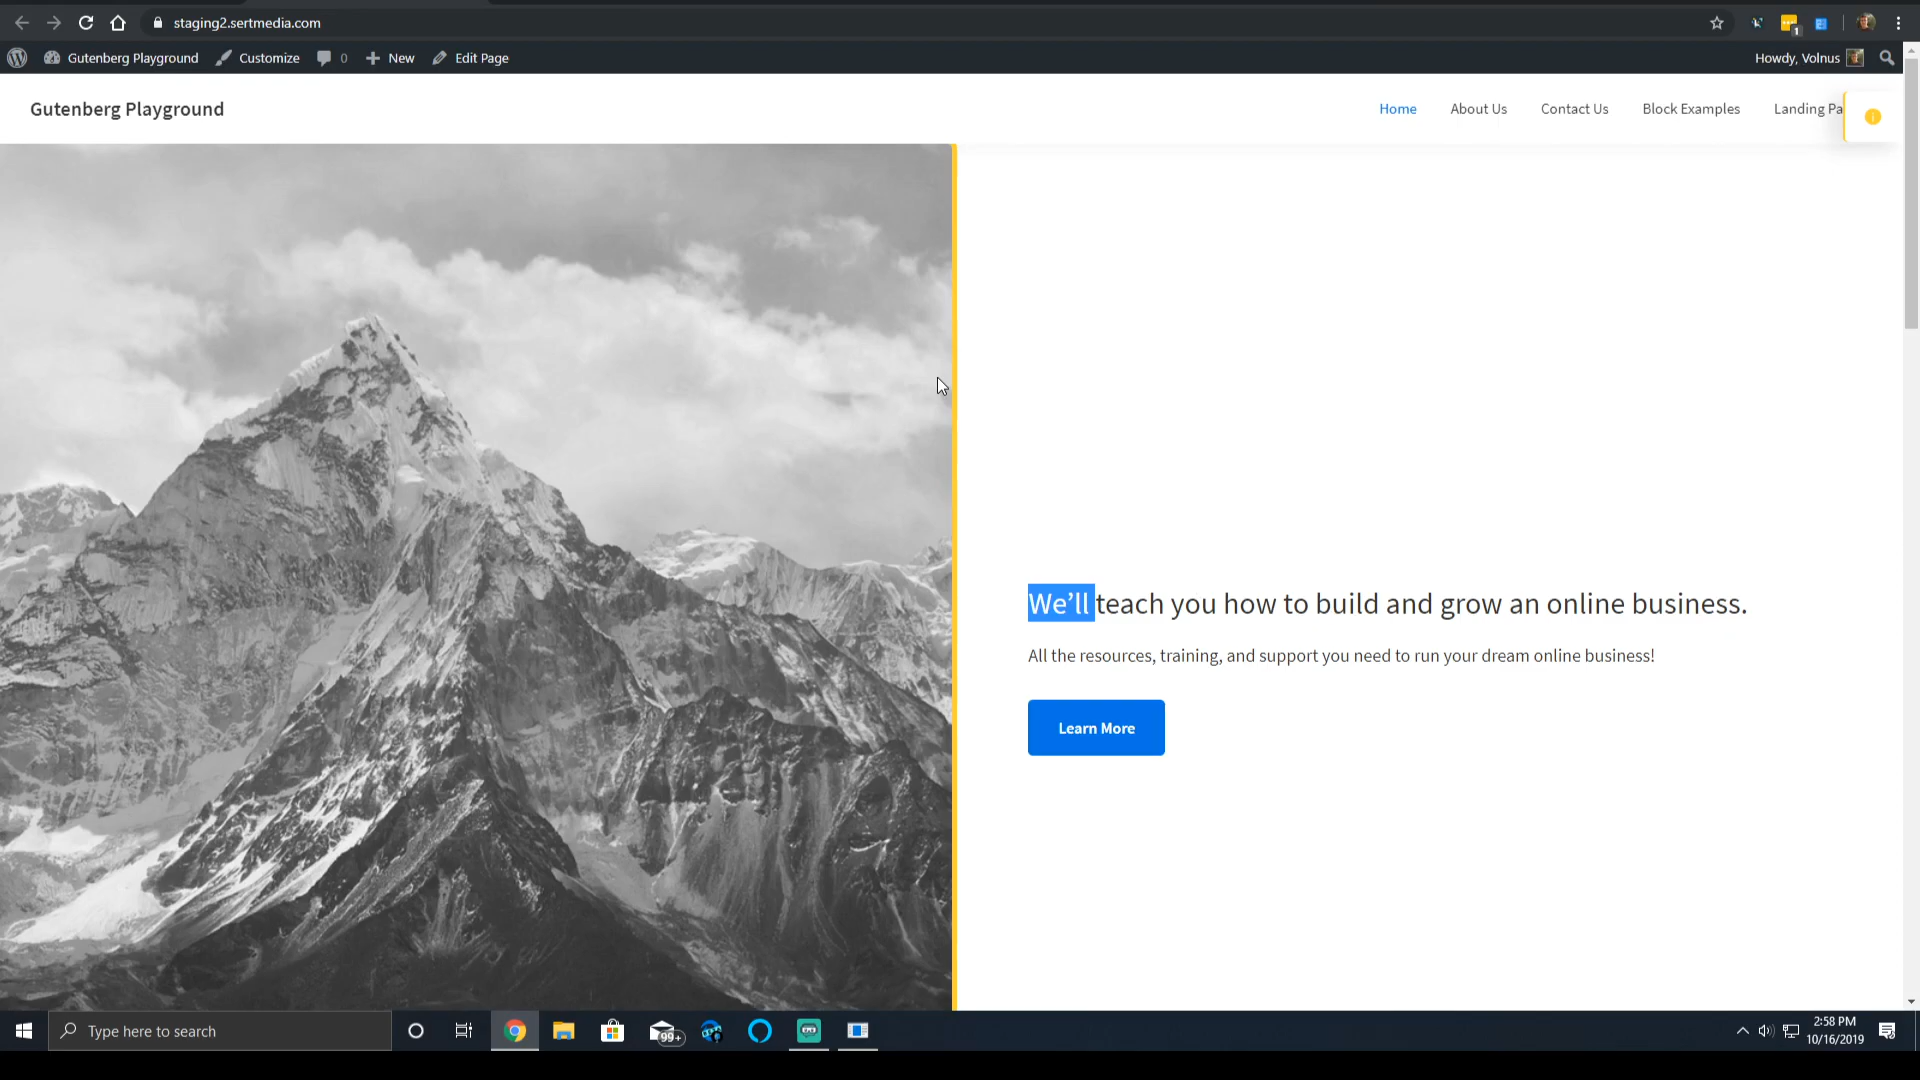 staging2.sertmedia.com
1
Gutenberg Playground
Customize
0
New
Edit Page
Howdy, Volnus
Gutenberg Playground
Home
About Us
Contact Us
Block Examples
Landing Pa
We’ll teach you how to build and grow an online business.
All the resources, training, and support you need to run your dream online business!
Learn More
Type here to search
99+
2:58 PM
10/16/2019